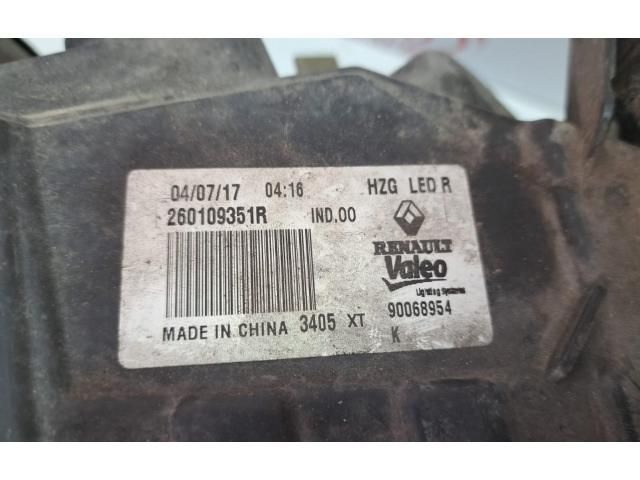 04/07/17 04:16 HZG LED R
260109351R IND.00
RENAULT
Valeo
Lighting Systems
90068954
MADE IN CHINA 3405 XT K